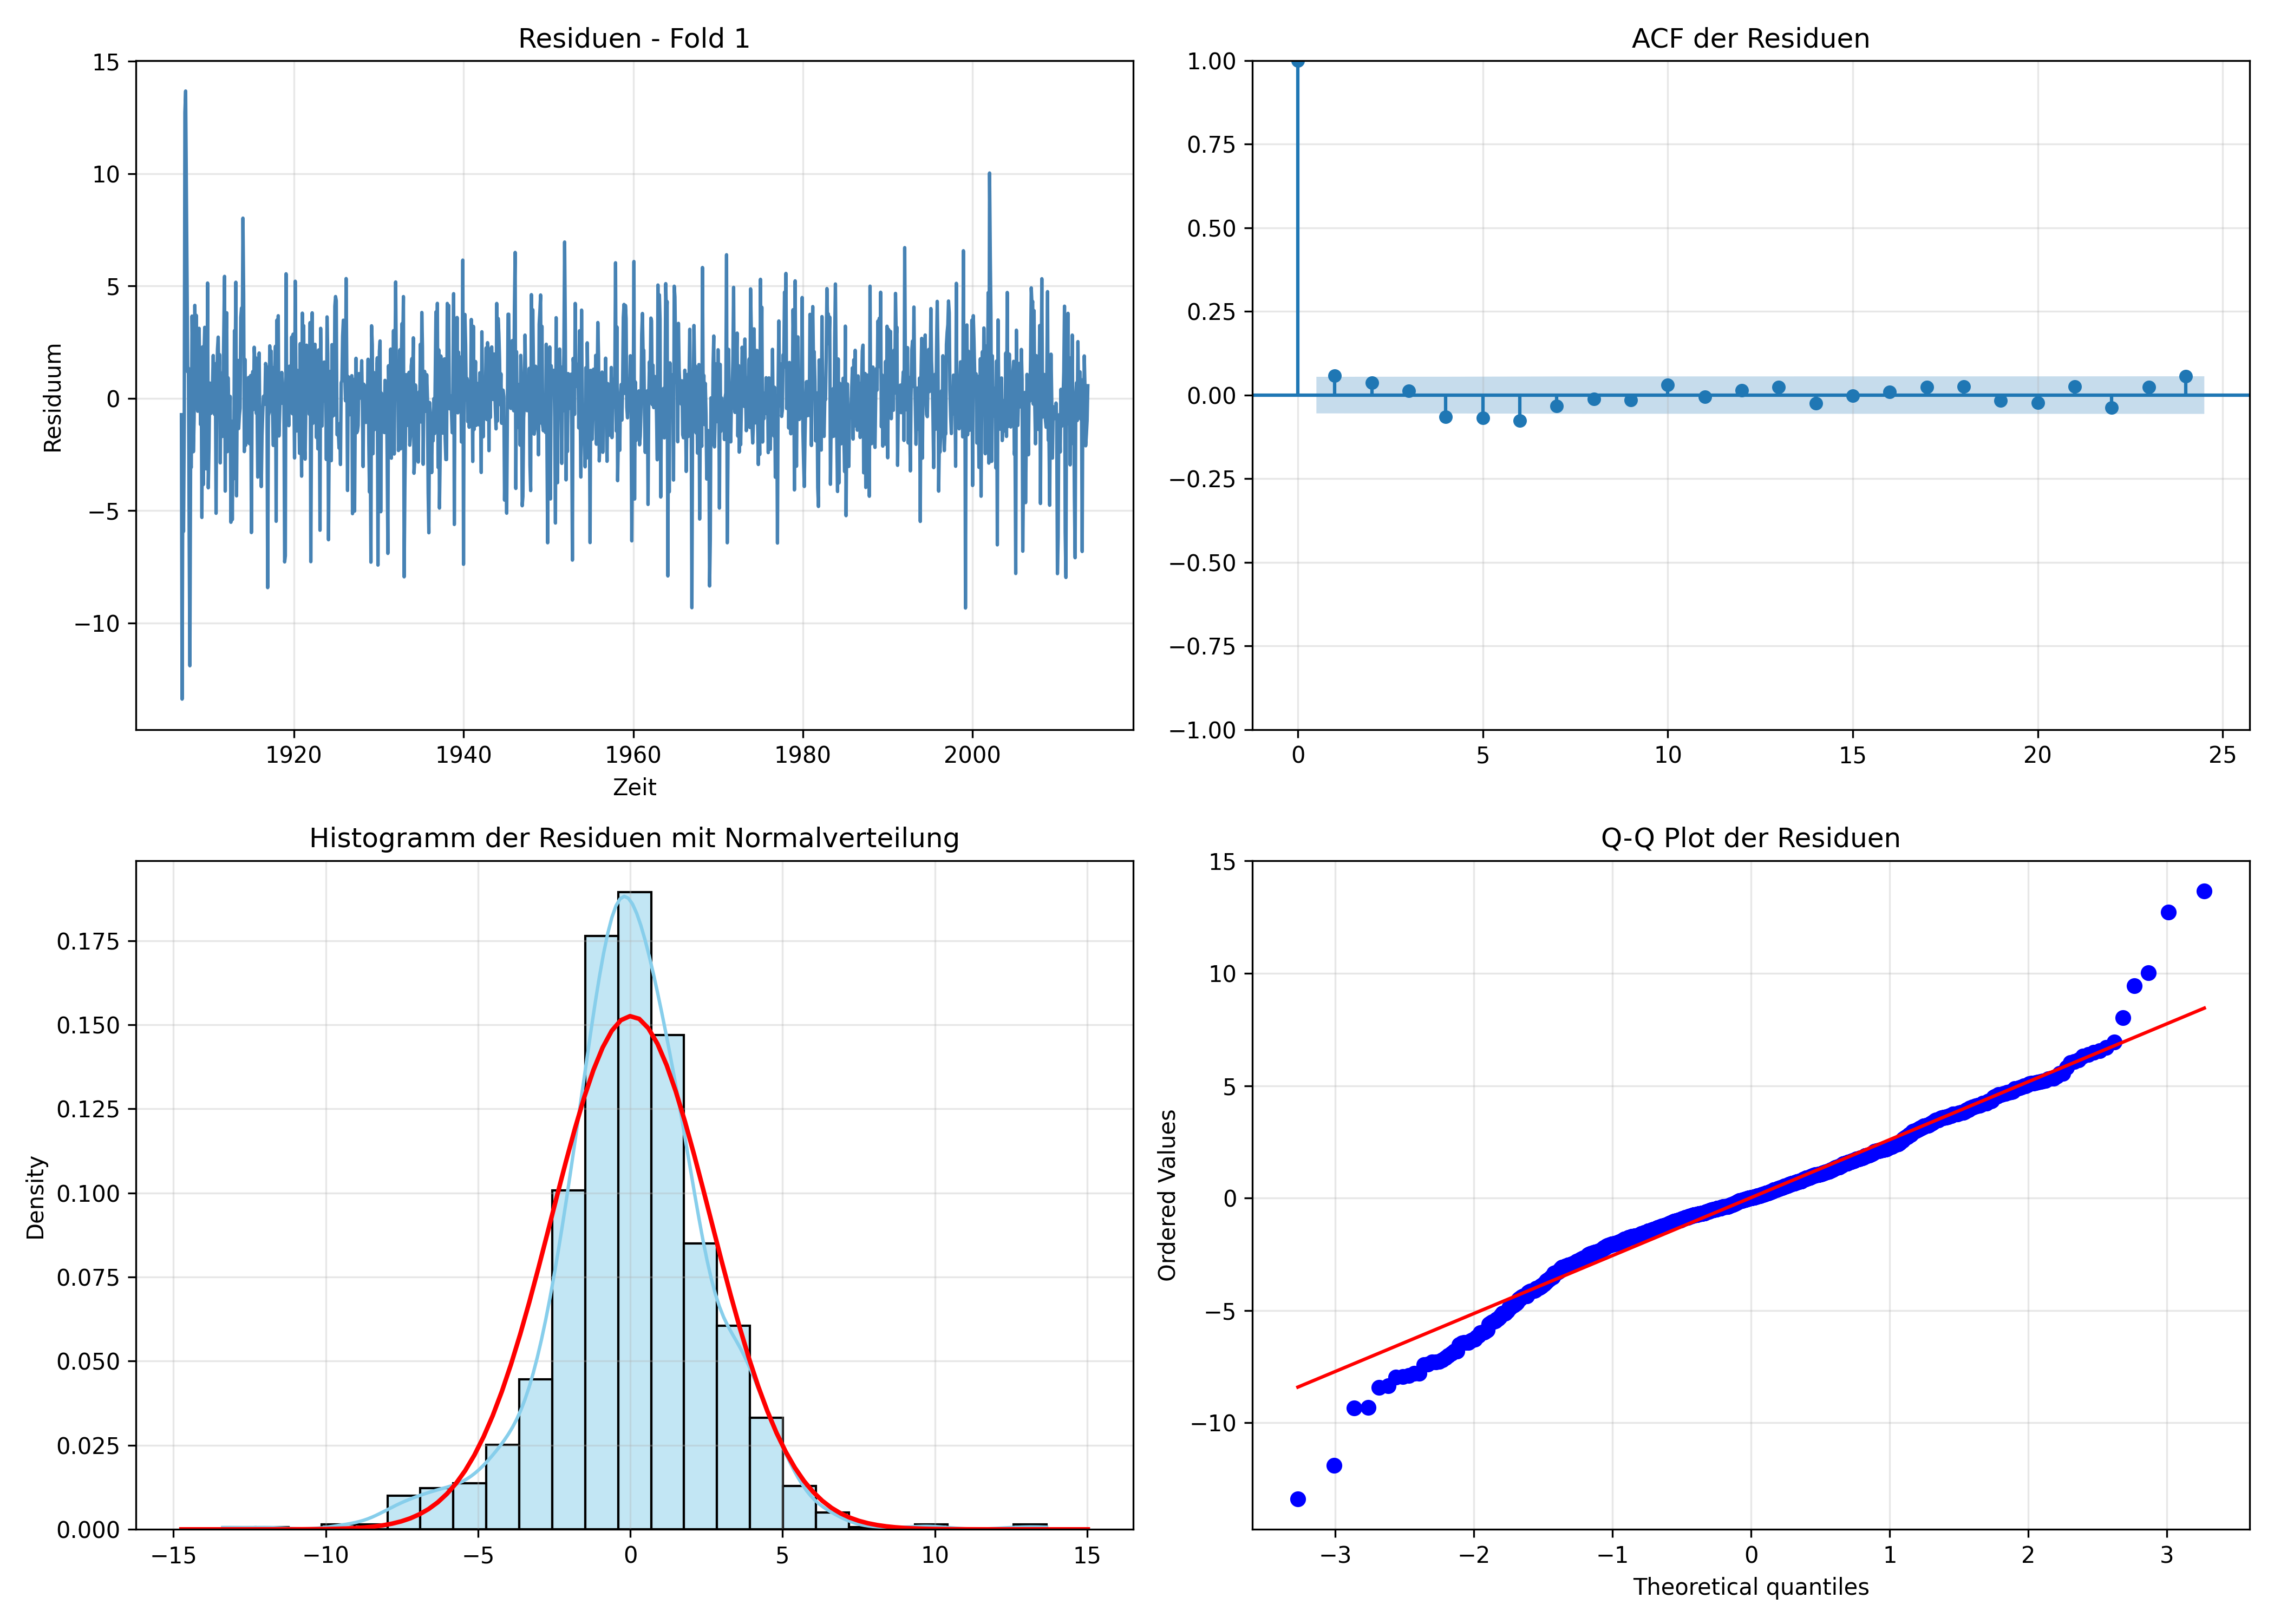 Residuen - Fold 1
15
10
5
0
−5
−10
Residuum
1920 1940 1960 1980 2000
Zeit
ACF der Residuen
1.00
0.75
0.50
0.25
0.00
−0.25
−0.50
−0.75
−1.00
0 5 10 15 20 25
Histogramm der Residuen mit Normalverteilung
0.175
0.150
0.125
0.100
0.075
0.050
0.025
0.000
Density
−15 −10 −5 0 5 10 15
Q-Q Plot der Residuen
15
10
5
0
−5
−10
Ordered Values
−3 −2 −1 0 1 2 3
Theoretical quantiles